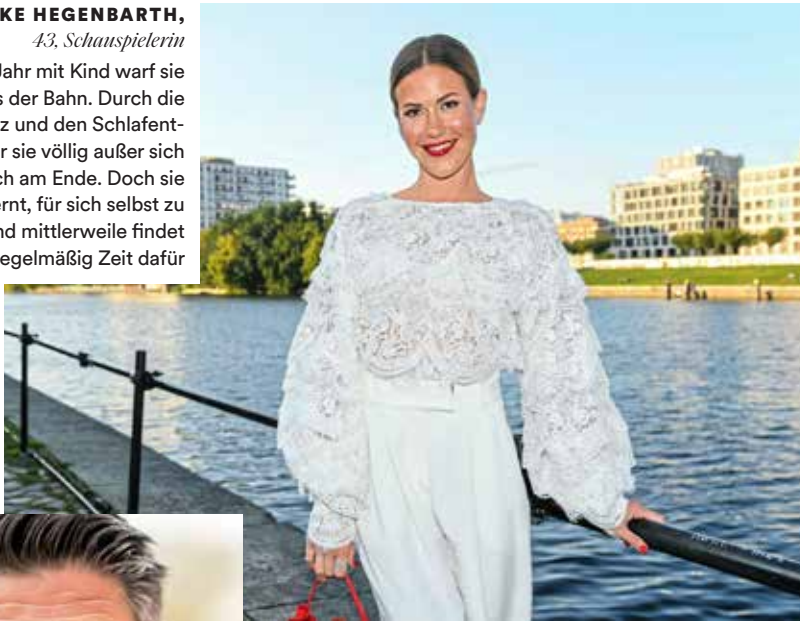 KE HEGENBARTH,
43, Schauspielerin
Jahr mit Kind warf sie
s der Bahn. Durch die
z und den Schlafent-
r sie völlig außer sich
ch am Ende. Doch sie
ernt, für sich selbst zu
nd mittlerweile findet
egelmäßig Zeit dafür